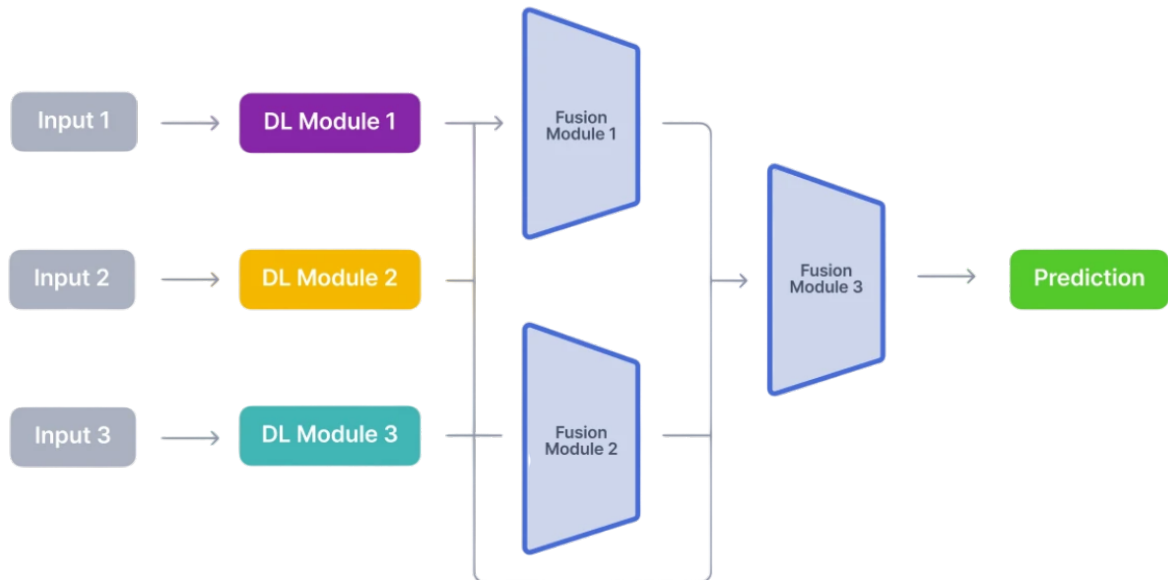 Input 1
DL Module 1
Fusion
Module 1
Input 2
DL Module 2
Fusion
Module 3
Prediction
Input 3
DL Module 3
Fusion
Module 2